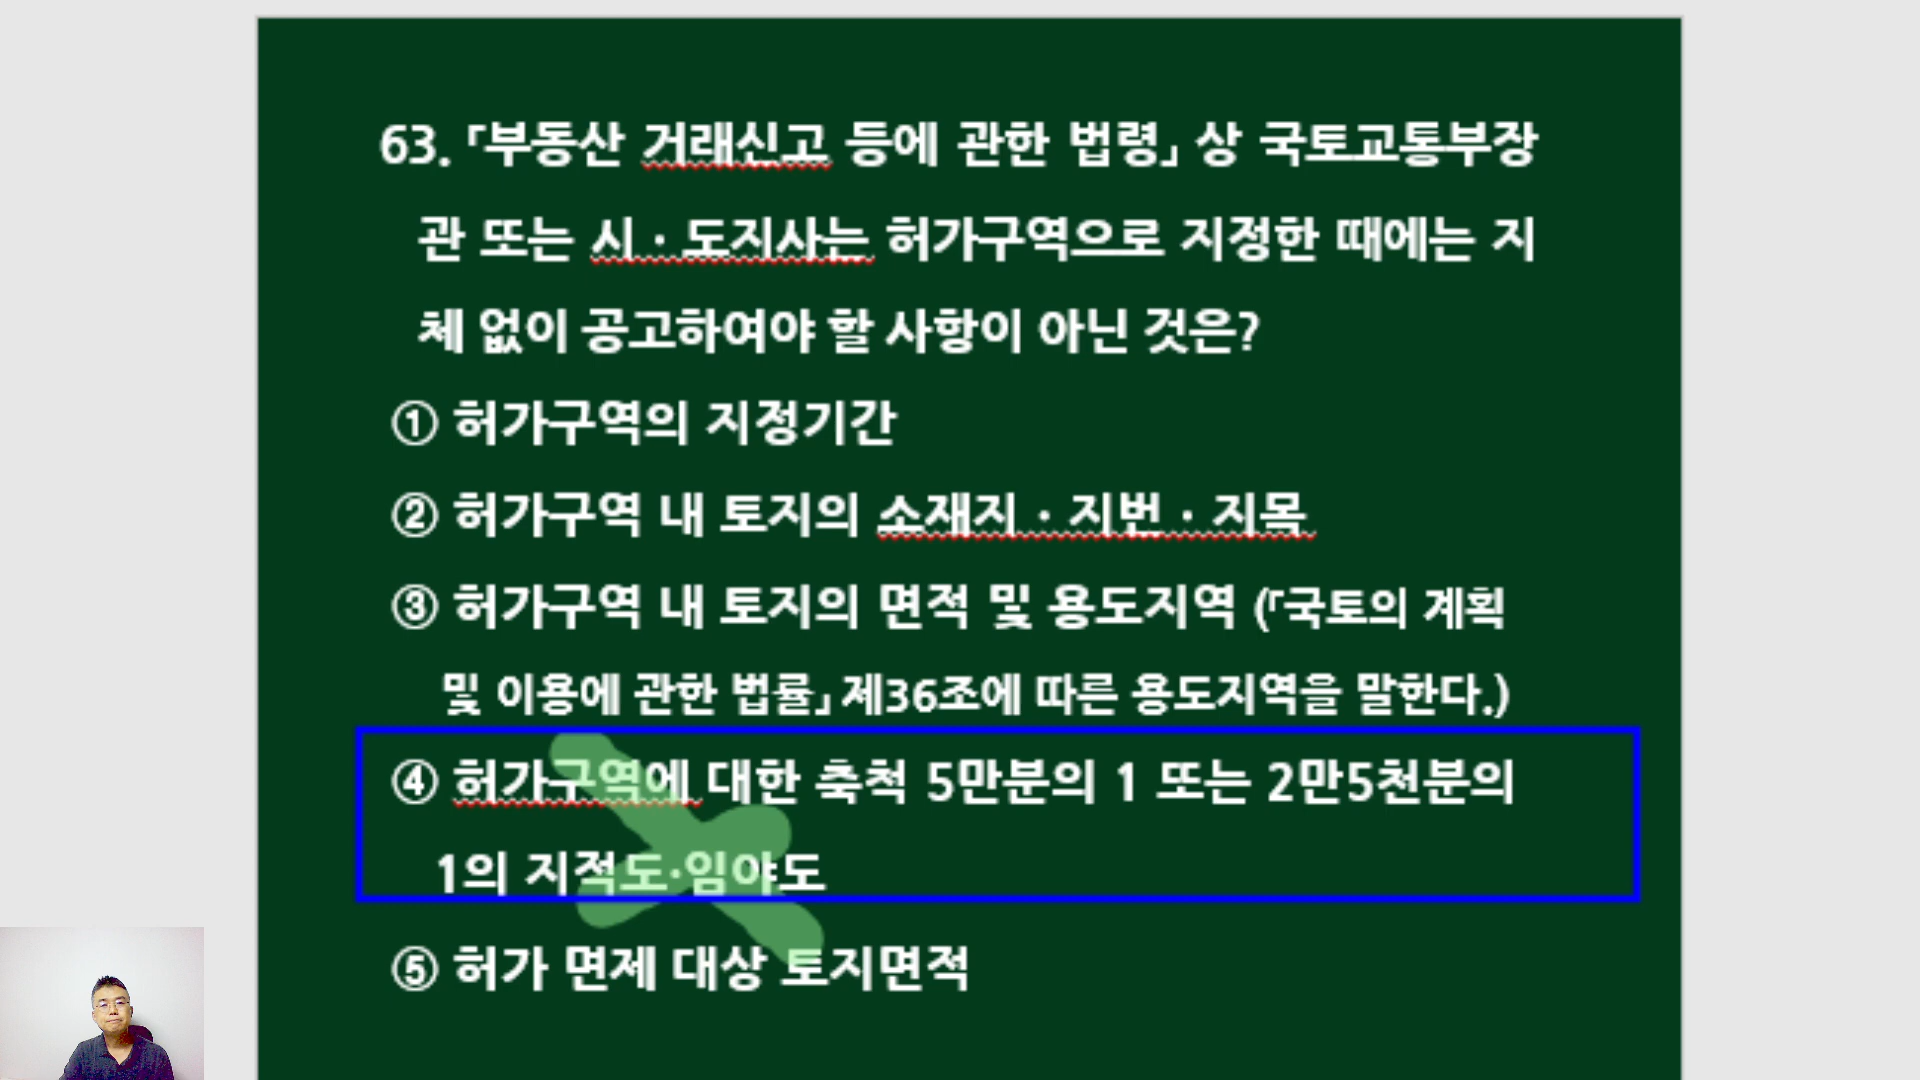 63. 「부동산 거래신고 등에 관한 법령」 상 국토교통부장
관 또는 시 · 도지사는 허가구역으로 지정한 때에는 지
체 없이 공고하여야 할 사항이 아닌 것은?
① 허가구역의 지정기간
② 허가구역 내 토지의 소재지 · 지번 · 지목
③ 허가구역 내 토지의 면적 및 용도지역 (「국토의 계획
및 이용에 관한 법률」 제36조에 따른 용도지역을 말한다.)
④ 허가구역에 대한 축척 5만분의 1 또는 2만5천분의
1의 지적도·임야도
⑤ 허가 면제 대상 토지면적